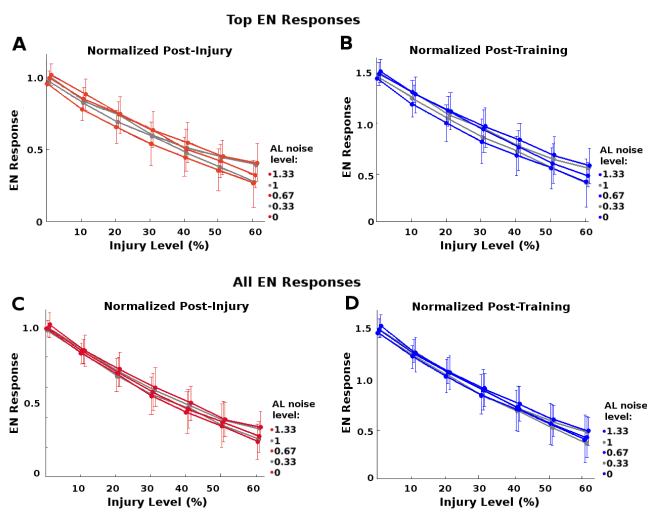 Top EN Responses
A
Normalized Post-Injury
1.0
0.5
0
EN Response
10 20 30 40 50 60
Injury Level (%)
AL noise
level:
1.33
1
0.67
0.33
0
B
Normalized Post-Training
1.5
1.0
0.5
0
EN Response
10 20 30 40 50 60
Injury Level (%)
AL noise
level:
1.33
1
0.67
0.33
0
All EN Responses
C
Normalized Post-Injury
1.0
0.5
0
EN Response
10 20 30 40 50 60
Injury Level (%)
AL noise
level:
1.33
1
0.67
0.33
0
D
Normalized Post-Training
1.5
1.0
0.5
0
EN Response
10 20 30 40 50 60
Injury Level (%)
AL noise
level:
1.33
1
0.67
0.33
0